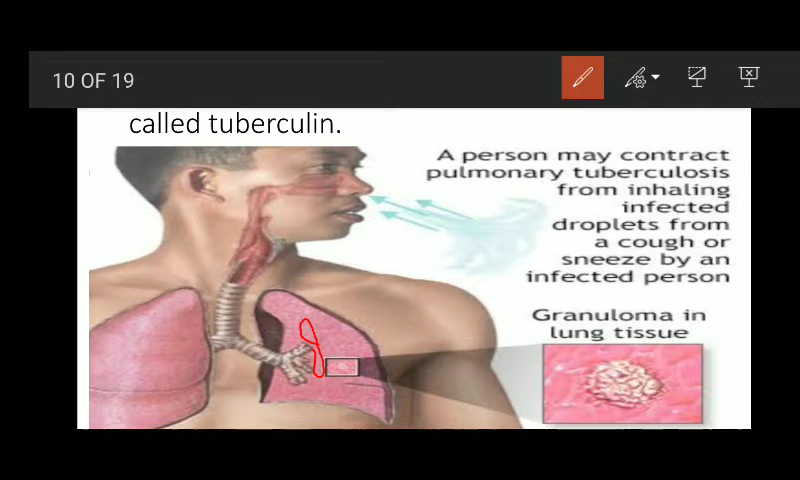 10 OF 19
called tuberculin.
A person may contract
pulmonary tuberculosis
from inhaling
infected
droplets from
a cough or
sneeze by an
infected person
Granuloma in
lung tissue